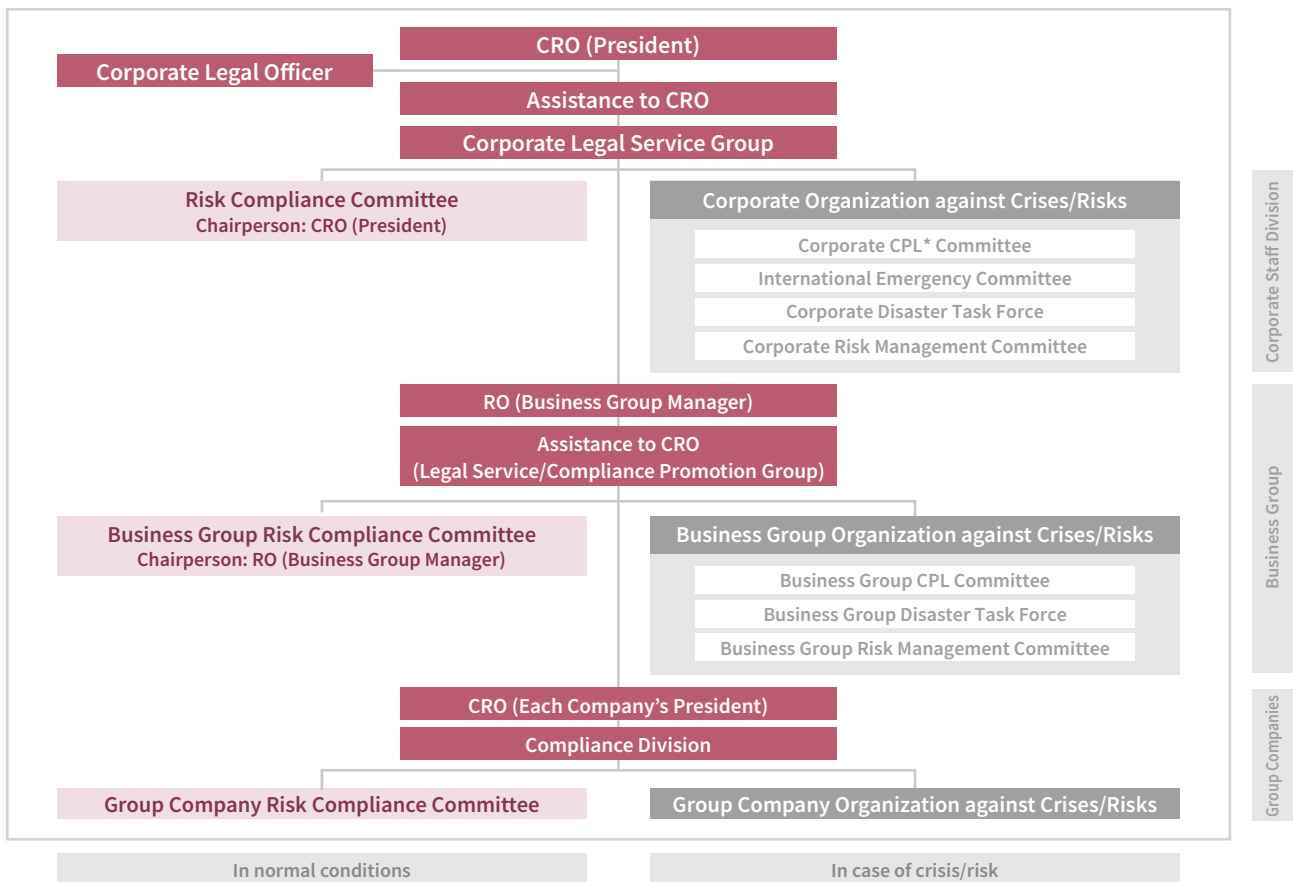 CRO (President)
Corporate Legal Officer
Assistance to CRO
Corporate Legal Service Group
Risk Compliance Committee
Chairperson: CRO (President)
Corporate Organization against Crises/Risks
Corporate CPL* Committee
International Emergency Committee
Corporate Disaster Task Force
Corporate Risk Management Committee
Corporate Staff Division
RO (Business Group Manager)
Assistance to CRO
(Legal Service/Compliance Promotion Group)
Business Group Risk Compliance Committee
Chairperson: RO (Business Group Manager)
Business Group Organization against Crises/Risks
Business Group CPL Committee
Business Group Disaster Task Force
Business Group Risk Management Committee
Business Group
CRO (Each Company’s President)
Compliance Division
Group Company Risk Compliance Committee
Group Company Organization against Crises/Risks
Group Companies
In normal conditions
In case of crisis/risk